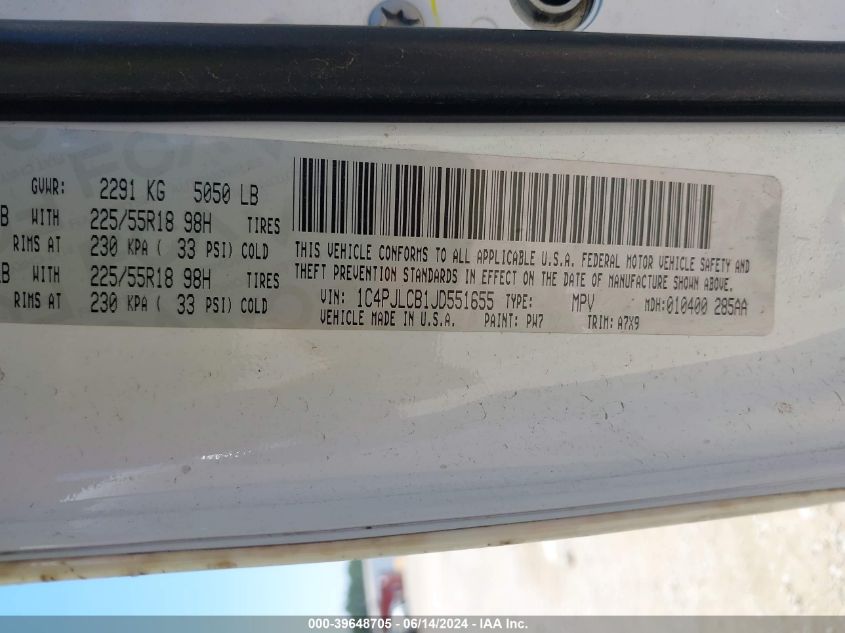 FCA
GVWR: 2291 KG 5050 LB
B WITH 225/55R18 98H TIRES
RIMS AT 230 KPA ( 33 PSI) COLD
LB WITH 225/55R18 98H TIRES
RIMS AT 230 KPA ( 33 PSI) COLD
THIS VEHICLE CONFORMS TO ALL APPLICABLE U.S.A. FEDERAL MOTOR VEHICLE SAFETY AND
THEFT PREVENTION STANDARDS IN EFFECT ON THE DATE OF MANUFACTURE SHOWN ABOVE.
VIN: 1C4PJLCB1JD551655 TYPE: MPV MDH:010400 285AA
VEHICLE MADE IN U.S.A. PAINT: PW7 TRIM: A7X9
000-39648705 - 06/14/2024 - IAA Inc.